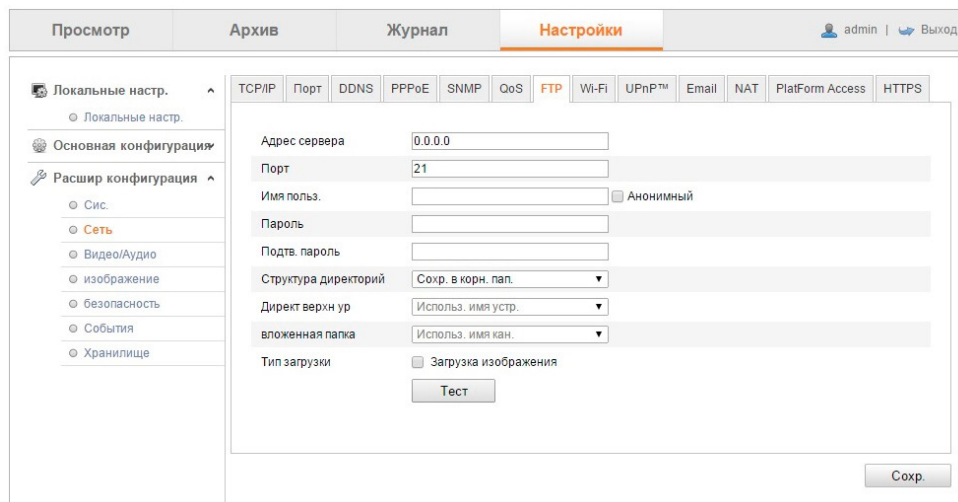 Просмотр Архив Журнал Настройки admin | Выход
Локальные настр.
Локальные настр.
Основная конфигурация
Расшир конфигурация
Сис.
Сеть
Видео/Аудио
изображение
безопасность
События
Хранилище
TCP/IP Порт DDNS PPPoE SNMP QoS FTP Wi-Fi UPnP™ Email NAT PlatForm Access HTTPS
Адрес сервера 0.0.0.0
Порт 21
Имя польз. Анонимный
Пароль
Подтв. пароль
Структура директорий Сохр. в корн. пап.
Директ верхн ур Использ. имя устр.
вложенная папка Использ. имя кан.
Тип загрузки Загрузка изображения
Тест
Сохр.